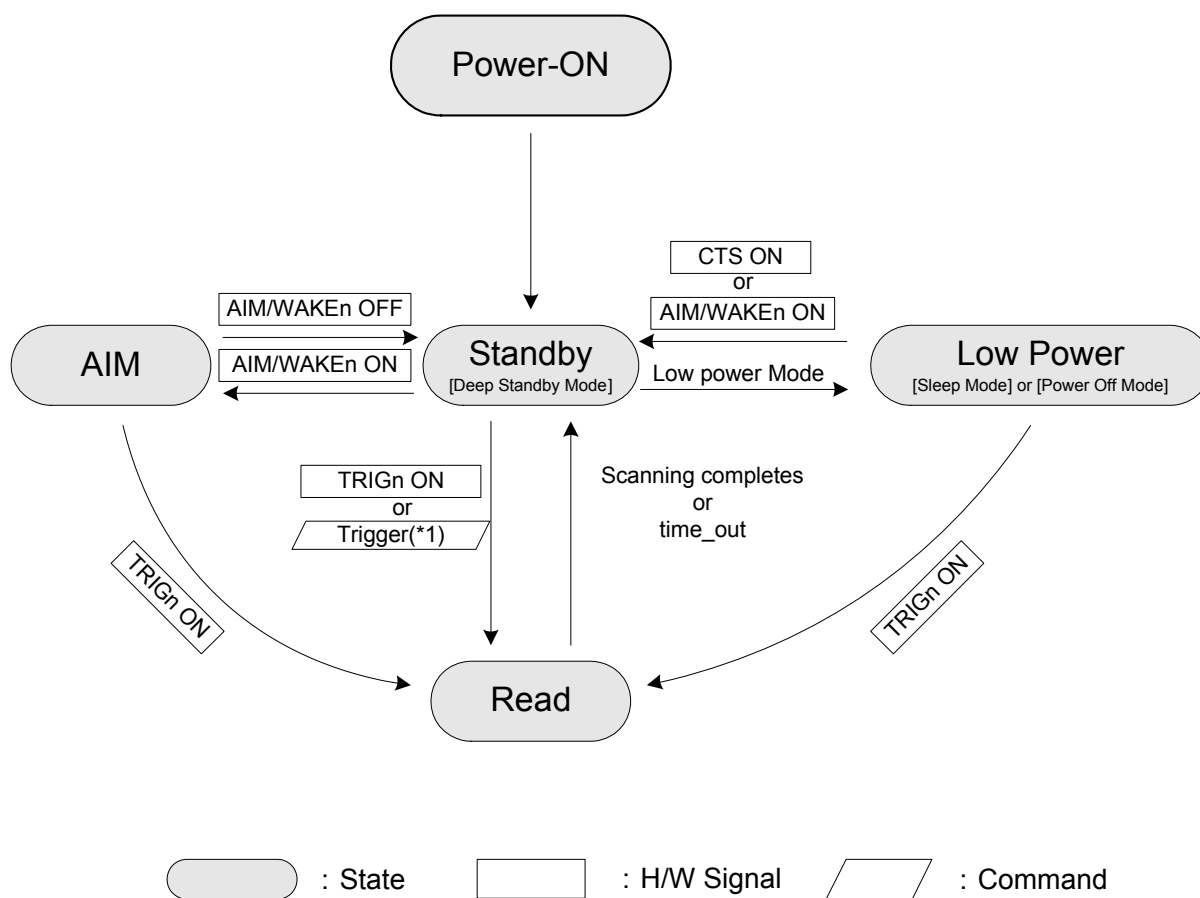 Power-ON
CTS ON
or
AIM/WAKEn ON
AIM/WAKEn OFF
AIM/WAKEn ON
AIM
Standby
[Deep Standby Mode]
Low power Mode
Low Power
[Sleep Mode] or [Power Off Mode]
TRIGn ON
or
Trigger(*1)
Scanning completes
or
time_out
TRIGn ON
TRIGn ON
Read
: State
: H/W Signal
: Command